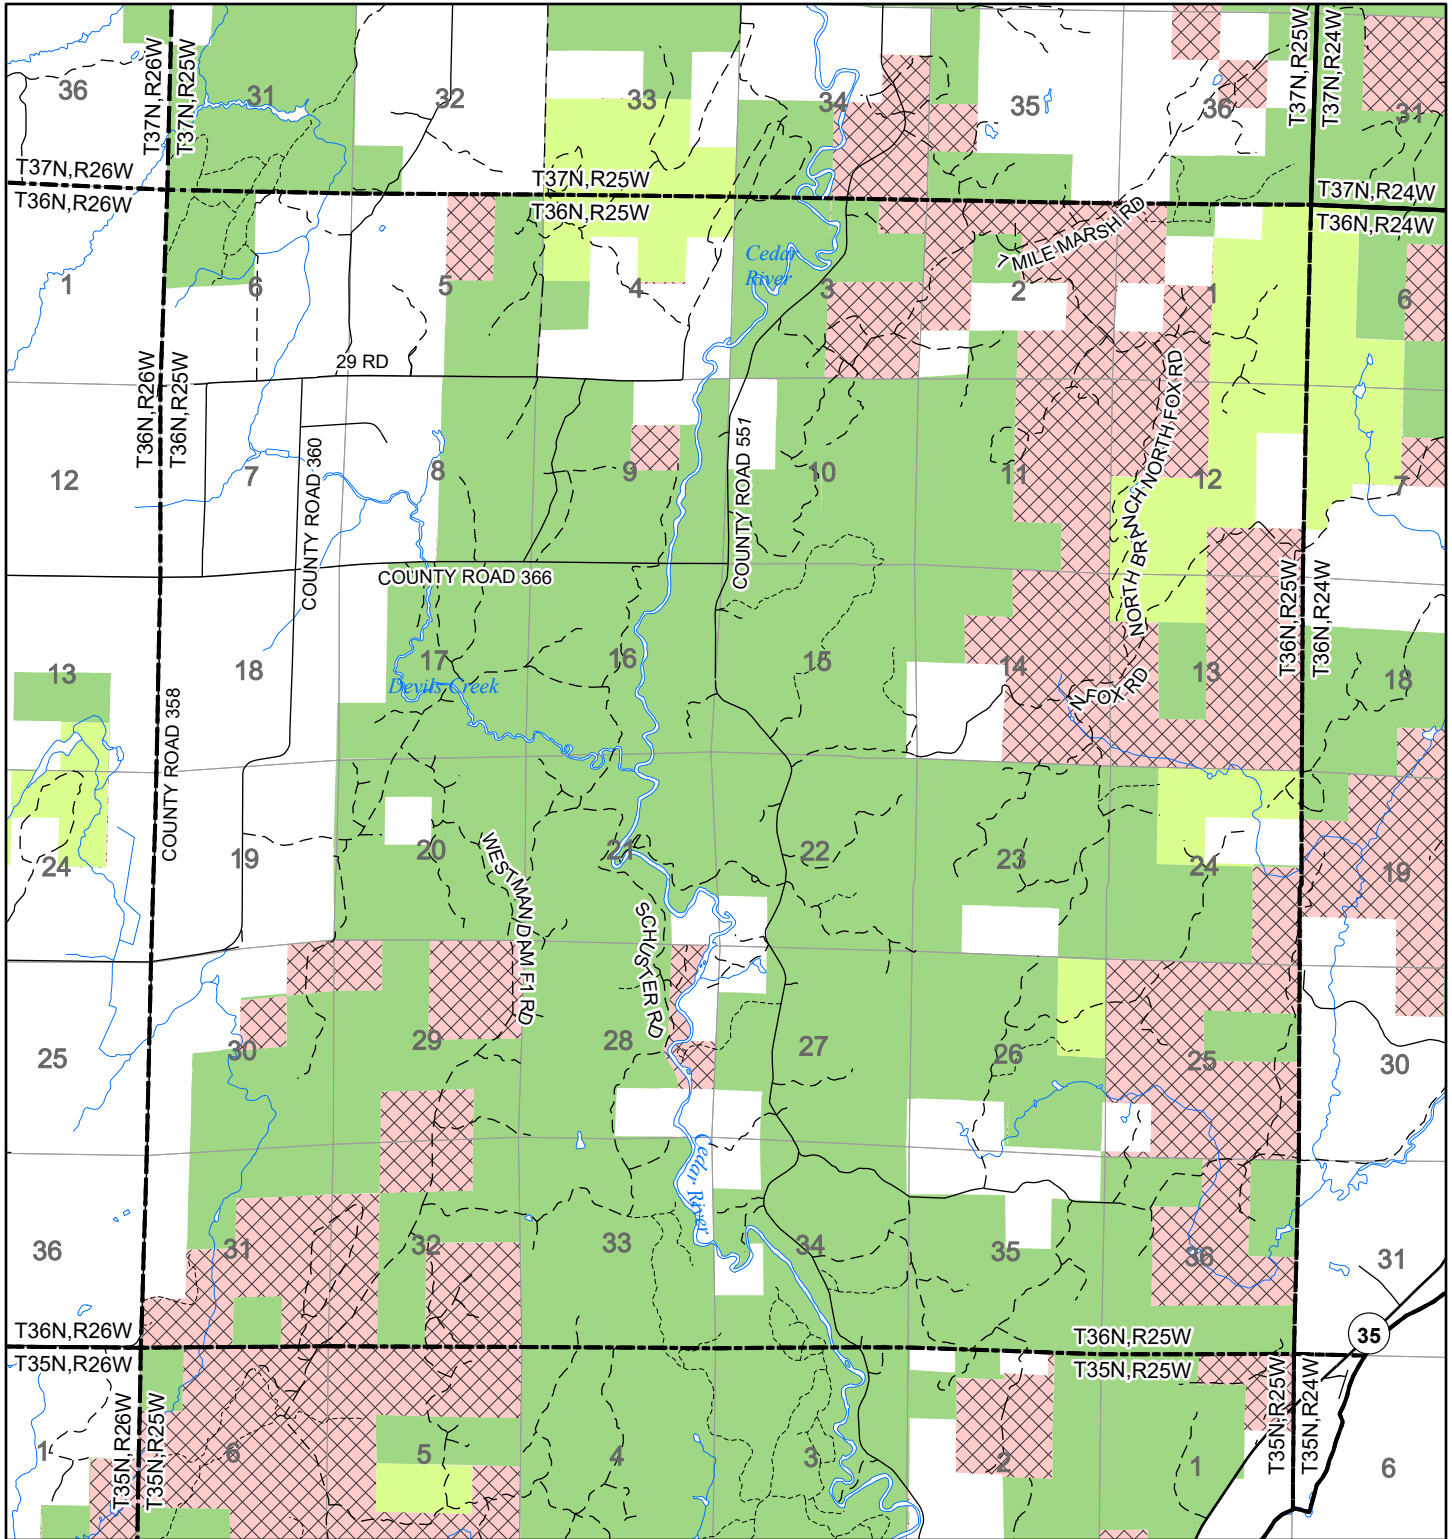 T37N,R26W
T37N,R25W
T37N,R25W
T37N,R24W
36
31
32
33
34
35
36
31
T37N,R26W
T37N,R25W
T37N,R24W
T36N,R26W
T36N,R25W
T36N,R24W
7 MILE MARSH RD
Cedar
River
1
6
5
4
3
2
1
6
29 RD
T36N,R26W
T36N,R25W
NORTH BRANCH NORTH FOX RD
COUNTY ROAD 551
COUNTY ROAD 360
12
7
8
9
10
11
12
7
COUNTY ROAD 366
T36N,R25W
T36N,R24W
13
18
17
16
15
14
13
18
Devils Creek
N FOX RD
COUNTY ROAD 358
24
19
20
21
22
23
24
19
WESTMAN DAM F1 RD
SCHUSTER RD
25
30
29
28
27
26
25
30
Cedar River
36
31
32
33
34
35
36
31
T36N,R26W
T36N,R25W
35
T35N,R26W
T35N,R25W
T35N,R26W
T35N,R25W
T35N,R25W
T35N,R24W
1
6
5
4
3
2
1
6